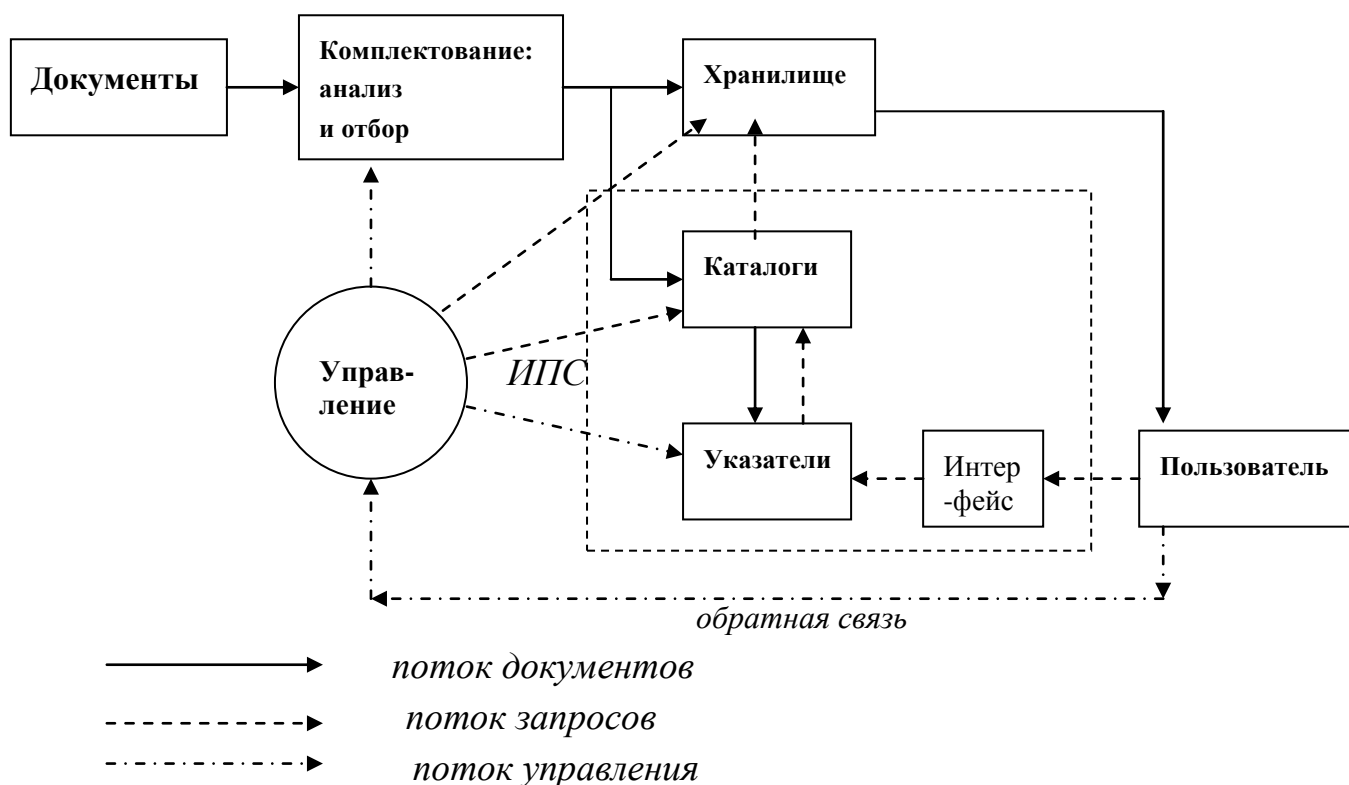 Документы
Комплектование:
анализ
и отбор
Хранилище
Каталоги
Управ-
ление
ИПС
Указатели
Интер
-фейс
Пользователь
обратная связь
поток документов
поток запросов
поток управления